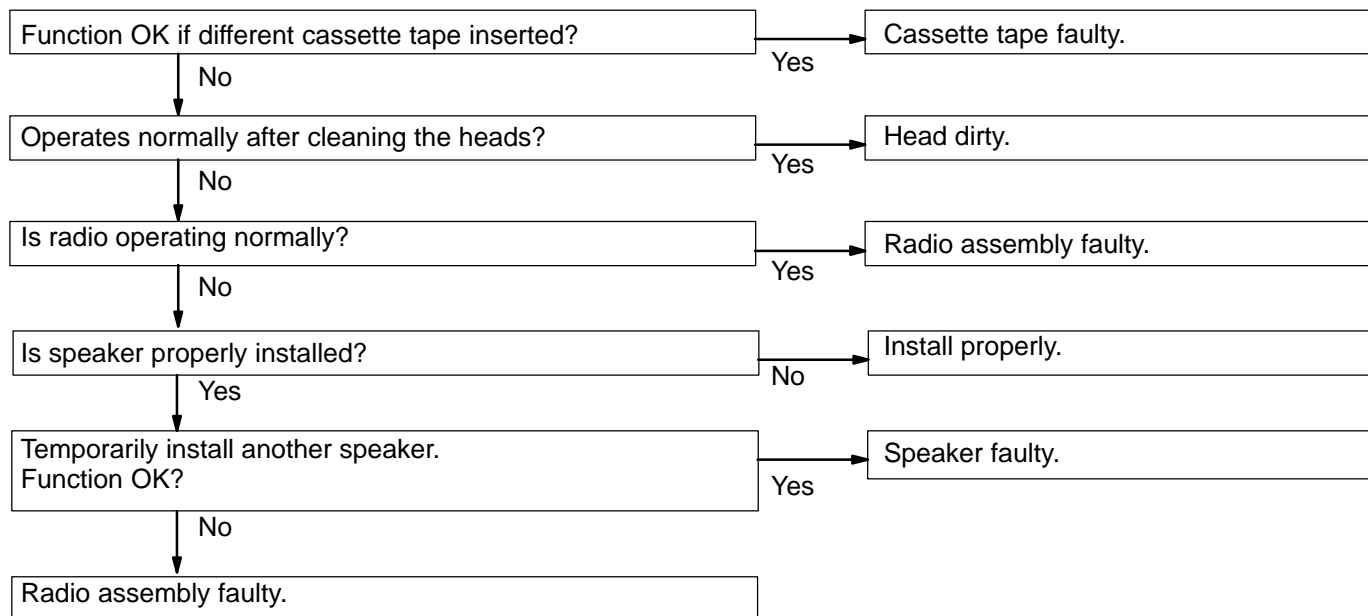 Function OK if different cassette tape inserted?
Cassette tape faulty.
Yes
No
Operates normally after cleaning the heads?
Head dirty.
Yes
No
Is radio operating normally?
Radio assembly faulty.
Yes
No
Is speaker properly installed?
Install properly.
No
Yes
Temporarily install another speaker.
Function OK?
Speaker faulty.
Yes
No
Radio assembly faulty.